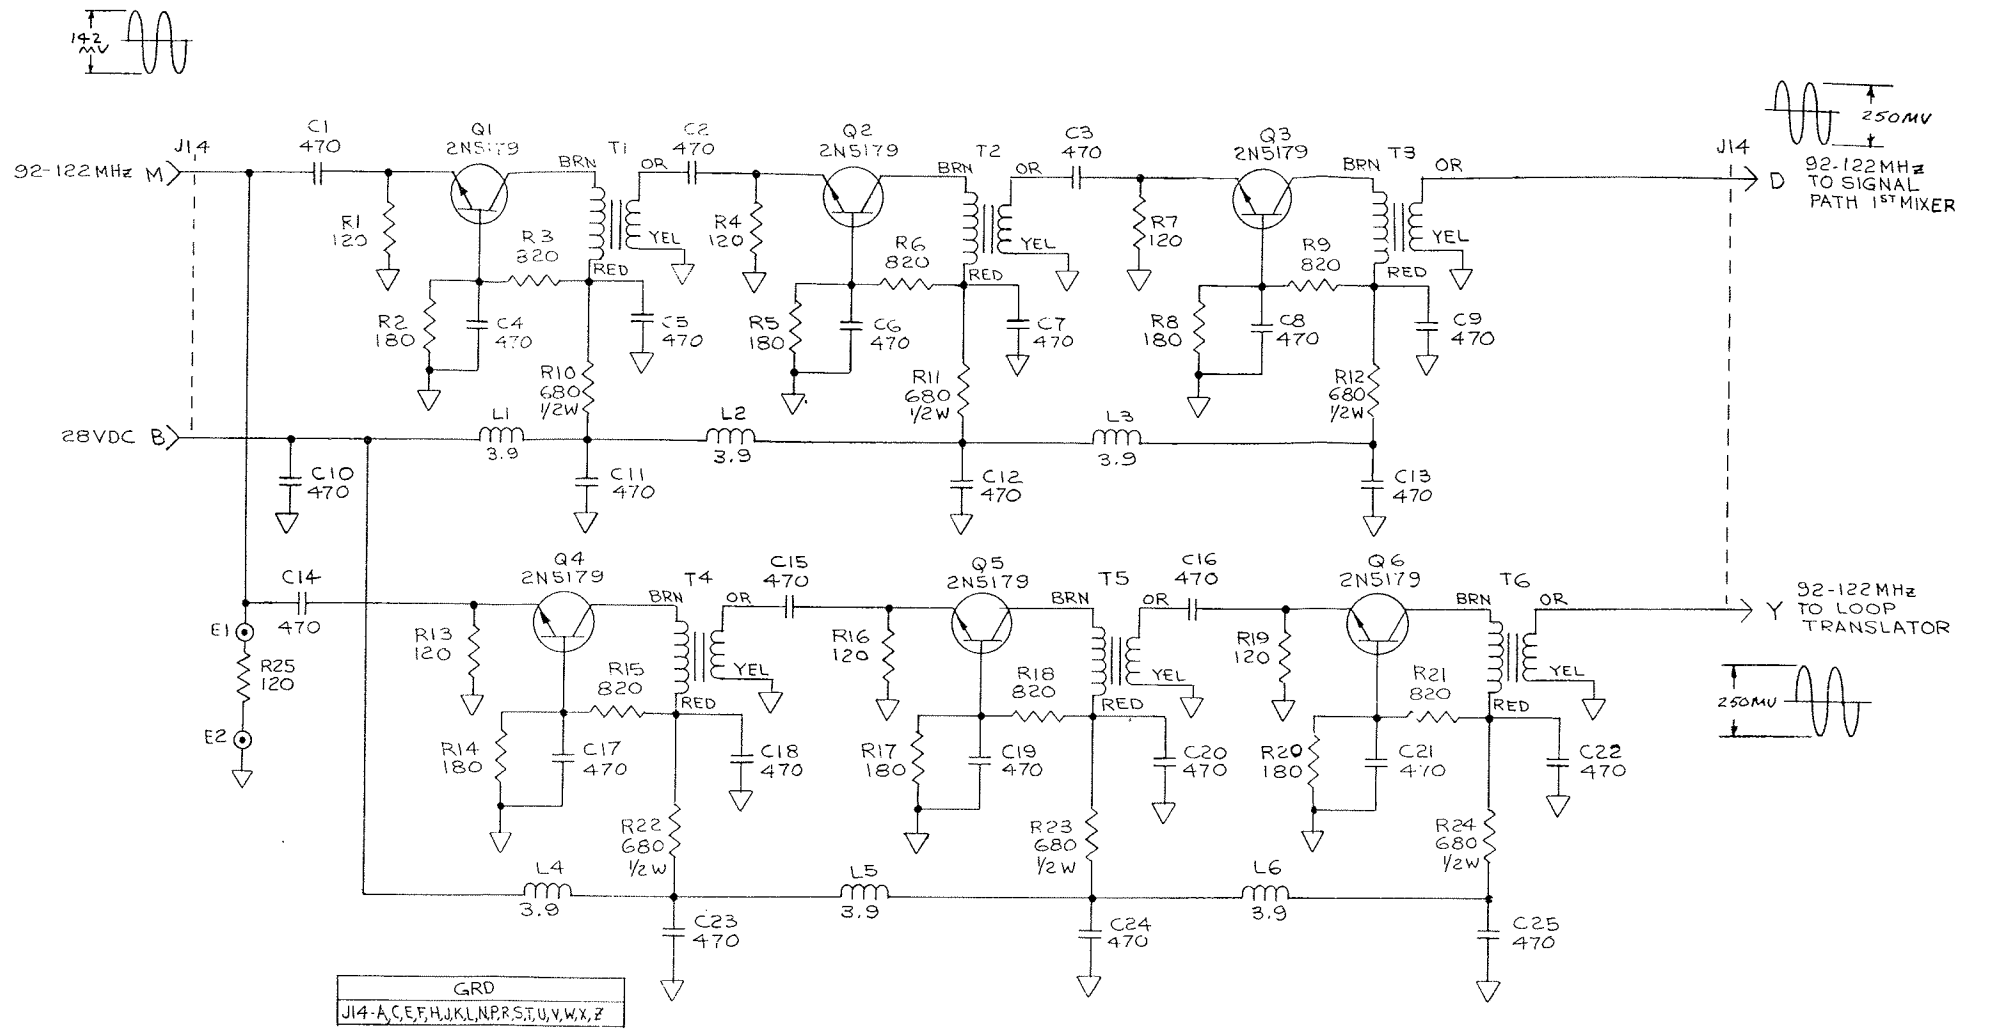 142
MV
250MV
J14
92-122MHz M
C1
470
Q1
2N5179
BRN
T1
OR
C2
470
Q2
2N5179
BRN
T2
OR
C3
470
Q3
2N5179
BRN
T3
OR
J14
D
92-122MHz
TO SIGNAL
PATH 1ST MIXER
R1
120
R3
820
YEL
RED
R4
120
R6
820
YEL
RED
R7
120
R9
820
YEL
RED
R2
180
C4
470
C5
470
R5
180
C6
470
C7
470
R8
180
C8
470
C9
470
R10
680
1/2W
R11
680
1/2W
R12
680
1/2W
28VDC B
L1
3.9
L2
3.9
L3
3.9
C10
470
C11
470
C12
470
C13
470
C14
470
Q4
2N5179
BRN
T4
OR
C15
470
Q5
2N5179
BRN
T5
OR
C16
470
Q6
2N5179
BRN
T6
OR
Y
92-122MHz
TO LOOP
TRANSLATOR
E1
R25
120
E2
R13
120
R15
820
YEL
RED
R16
120
R18
820
YEL
RED
R19
120
R21
820
YEL
RED
250MV
R14
180
C17
470
C18
470
R17
180
C19
470
C20
470
R20
180
C21
470
C22
470
R22
680
1/2W
R23
680
1/2W
R24
680
1/2W
L4
3.9
L5
3.9
L6
3.9
C23
470
C24
470
C25
470
GRD
J14-A,C,E,F,H,J,K,L,N,P,R,S,T,U,V,W,X,Z